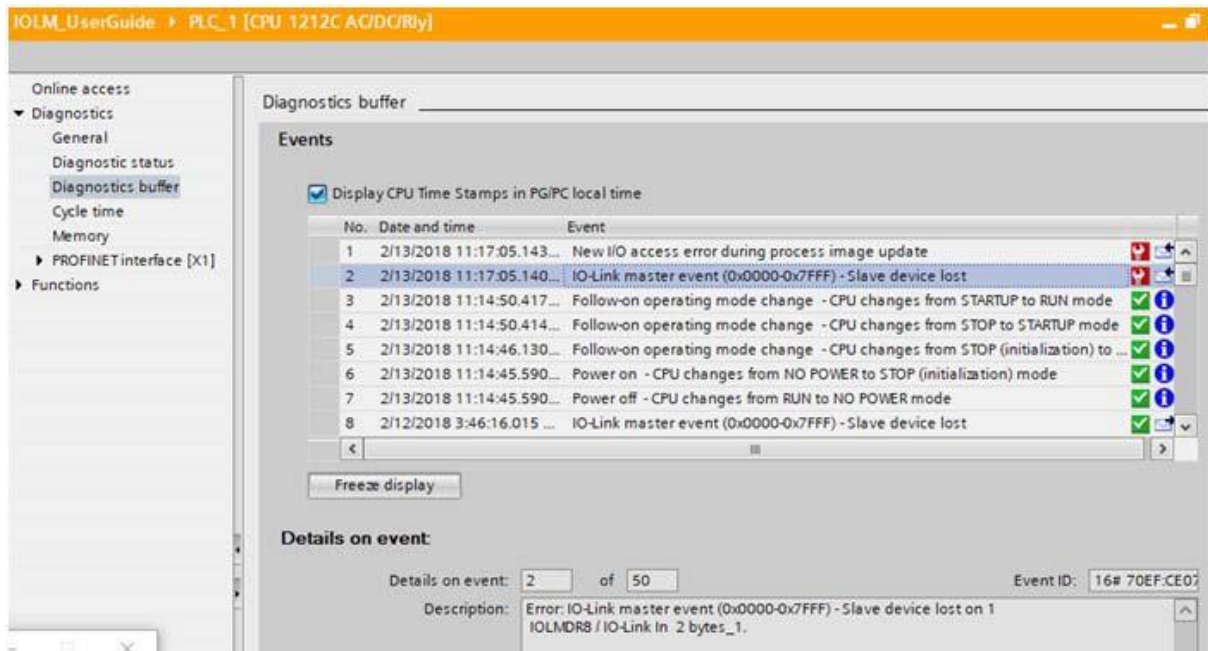 IOLM_UserGuide ▸ PLC_1 [CPU 1212C AC/DC/Rly]
Online access
Diagnostics
General
Diagnostic status
Diagnostics buffer
Cycle time
Memory
PROFINET interface [X1]
Functions
Diagnostics buffer
Events
Display CPU Time Stamps in PG/PC local time
No. Date and time Event
1 2/13/2018 11:17:05.143... New I/O access error during process image update
2 2/13/2018 11:17:05.140... IO-Link master event (0x0000-0x7FFF) - Slave device lost
3 2/13/2018 11:14:50.417... Follow-on operating mode change - CPU changes from STARTUP to RUN mode
4 2/13/2018 11:14:50.414... Follow-on operating mode change - CPU changes from STOP to STARTUP mode
5 2/13/2018 11:14:46.130... Follow-on operating mode change - CPU changes from STOP (initialization) to ...
6 2/13/2018 11:14:45.590... Power on - CPU changes from NO POWER to STOP (initialization) mode
7 2/13/2018 11:14:45.590... Power off - CPU changes from RUN to NO POWER mode
8 2/12/2018 3:46:16.015 ... IO-Link master event (0x0000-0x7FFF) - Slave device lost
Freeze display
Details on event:
Details on event: 2 of 50 Event ID: 16# 70EF:CE07
Description: Error: IO-Link master event (0x0000-0x7FFF) - Slave device lost on 1
IOLMDR8 / IO-Link In 2 bytes_1.